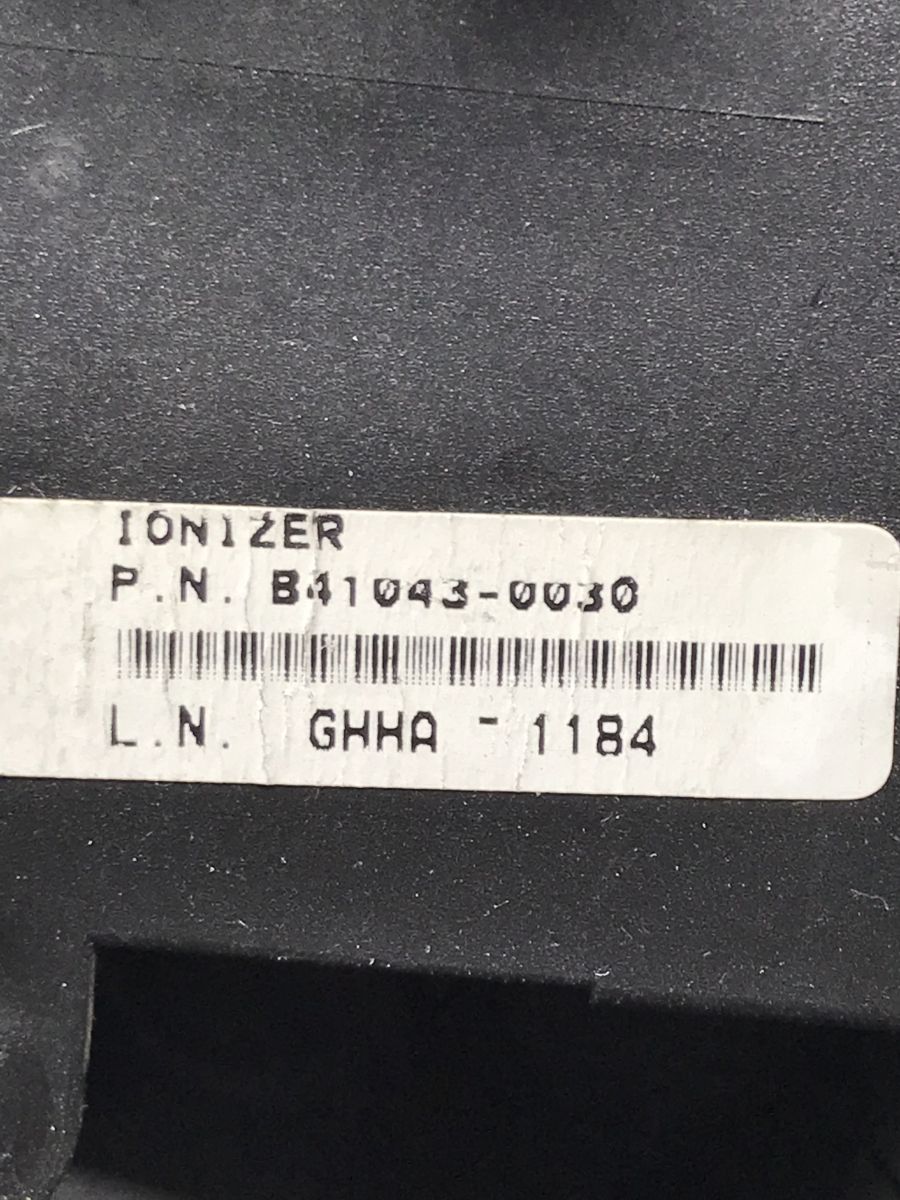 IONIZER
P.N. B41043-0030
L.N. GHHA - 1184